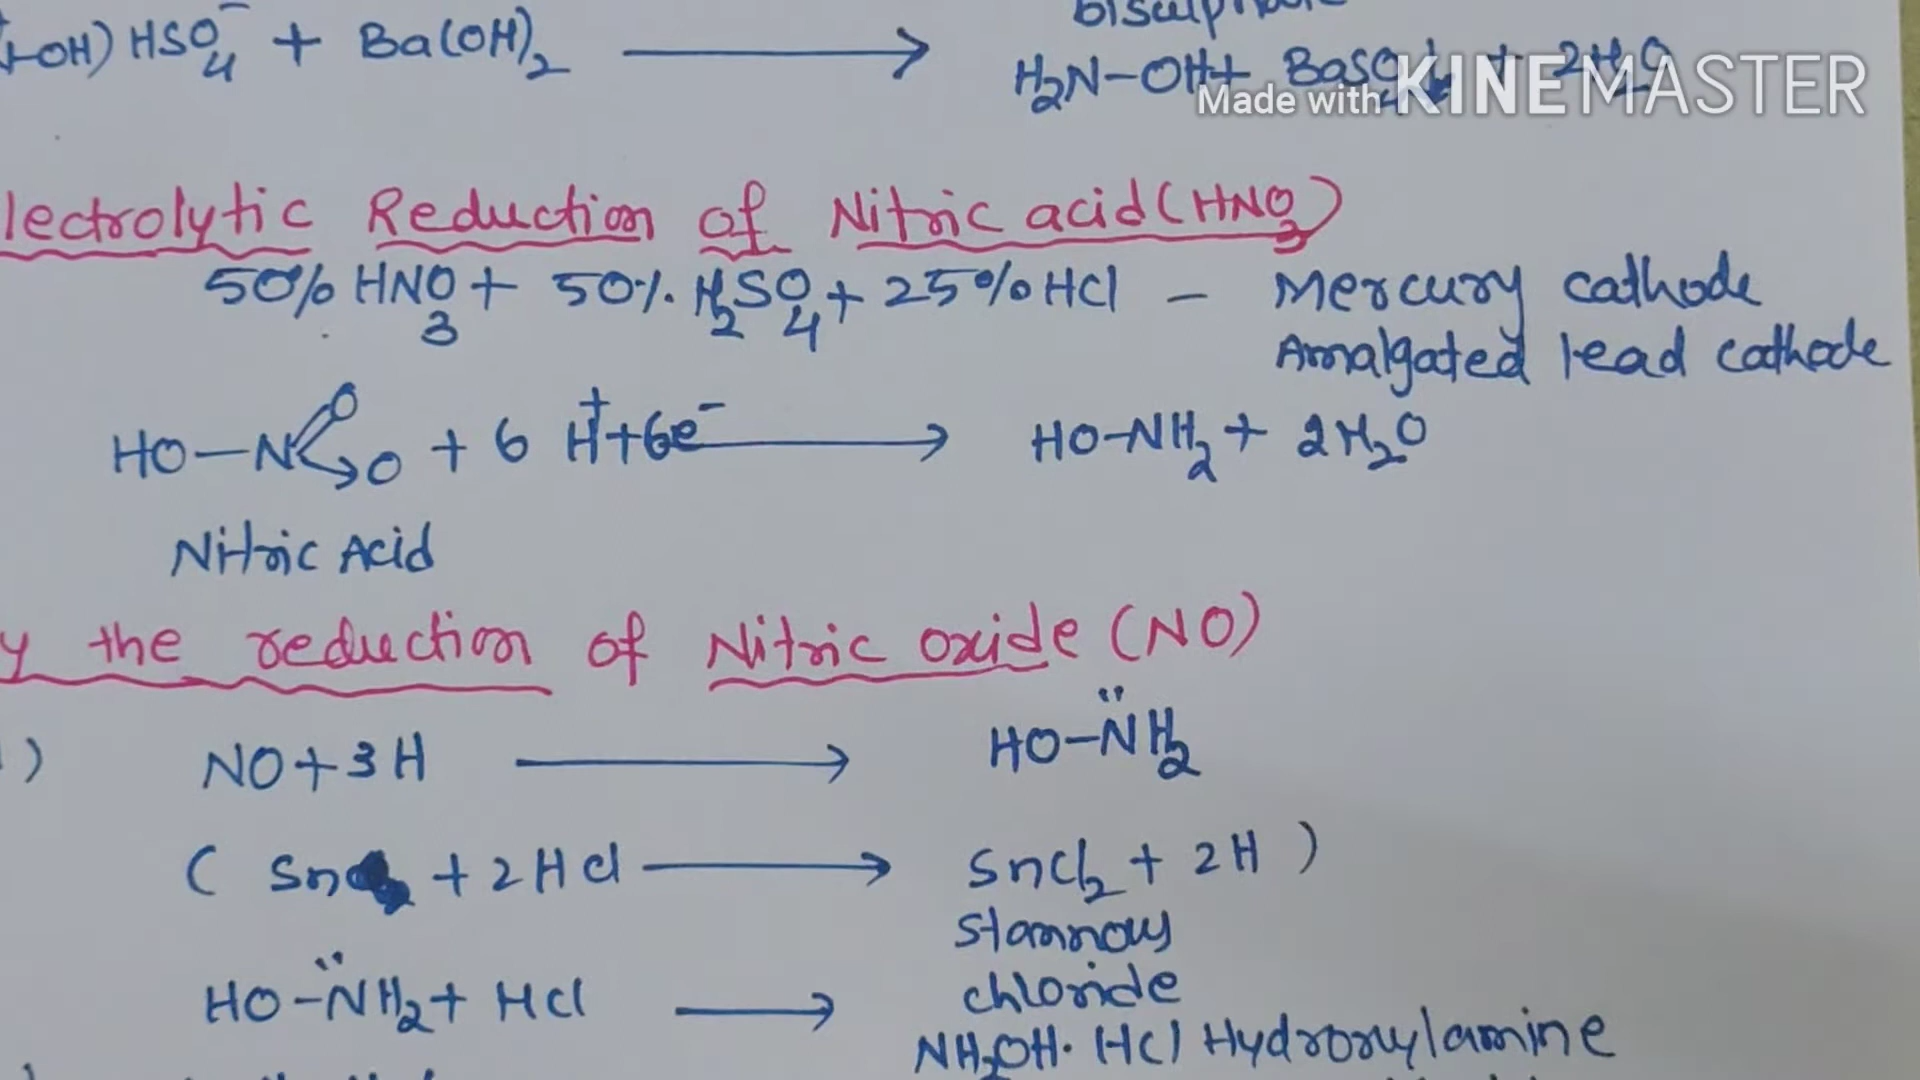 -OH) HSO₄⁻ + Ba(OH)₂ ⟶ H₂N-OH + BaSO₄↓ + 2H₂O
Made with KINEMASTER
lectrolytic Reduction of Nitric acid (HNO₃)
50% HNO₃ + 50% H₂SO₄ + 25% HCl - Mercury cathode
Amalgated lead cathode
HO-N=O→O + 6 H⁺ + 6e⁻ ⟶ HO-NH₂ + 2H₂O
Nitric Acid
y the reduction of Nitric oxide (NO)
) NO + 3H ⟶ HO-N̈H₂
( Sn + 2HCl ⟶ SnCl₂ + 2H )
Stannous
chloride
HO-N̈H₂ + HCl ⟶
NH₂OH·HCl Hydroxylamine